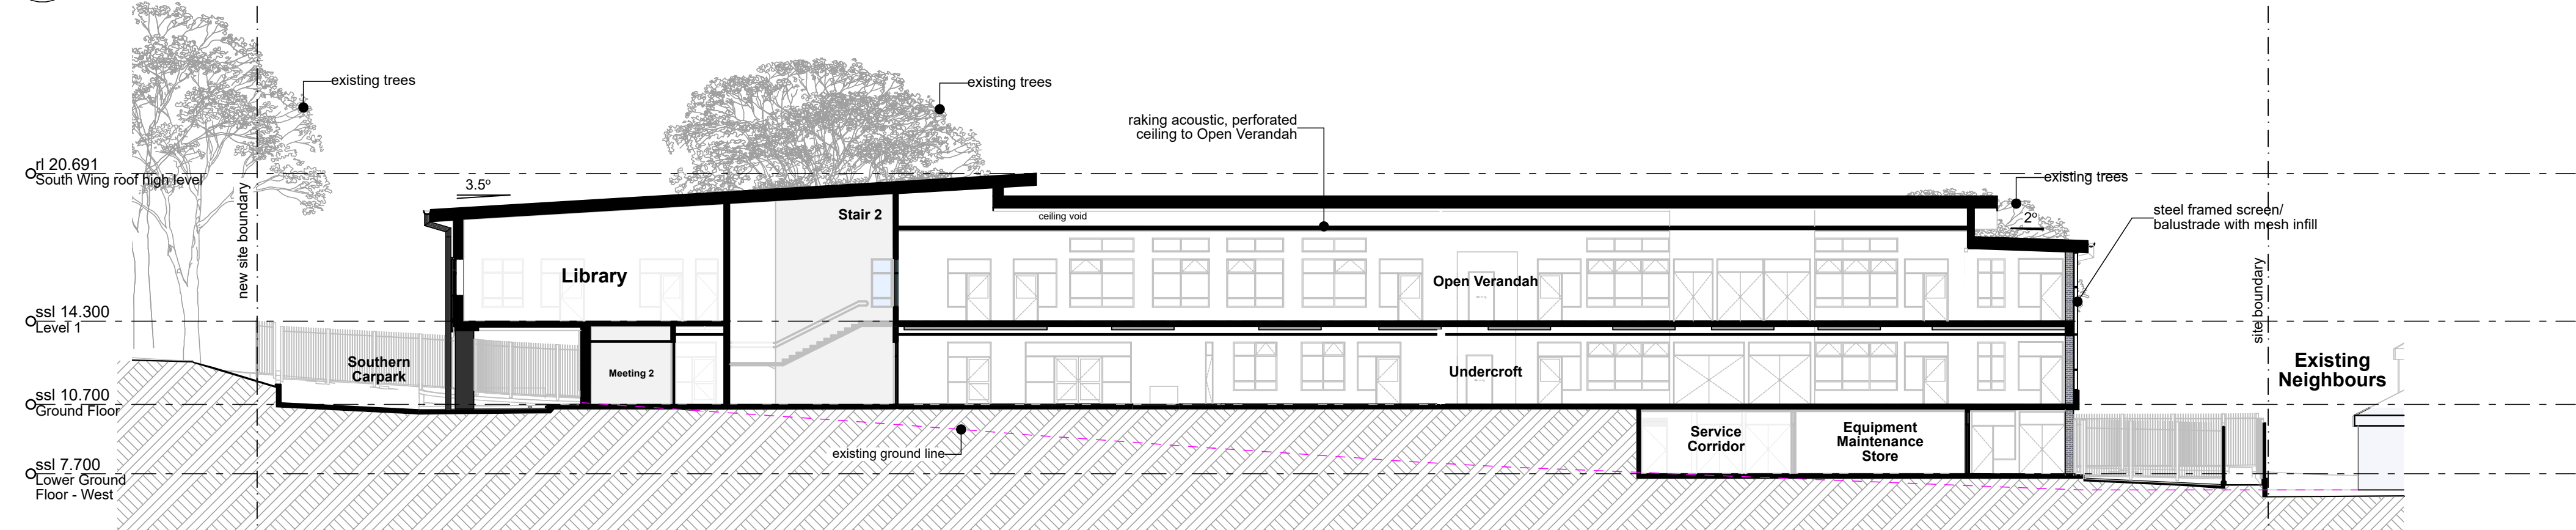 existing trees
existing trees
raking acoustic, perforated
ceiling to Open Verandah
rl 20.691
South Wing roof high level
existing trees
3.5º
new site boundary
Stair 2
ceiling void
2º
steel framed screen/
balustrade with mesh infill
Library
Open Verandah
site boundary
ssl 14.300
Level 1
Southern
Carpark
Meeting 2
Undercroft
Existing
Neighbours
ssl 10.700
Ground Floor
existing ground line
Service
Corridor
Equipment
Maintenance
Store
ssl 7.700
Lower Ground
Floor - West